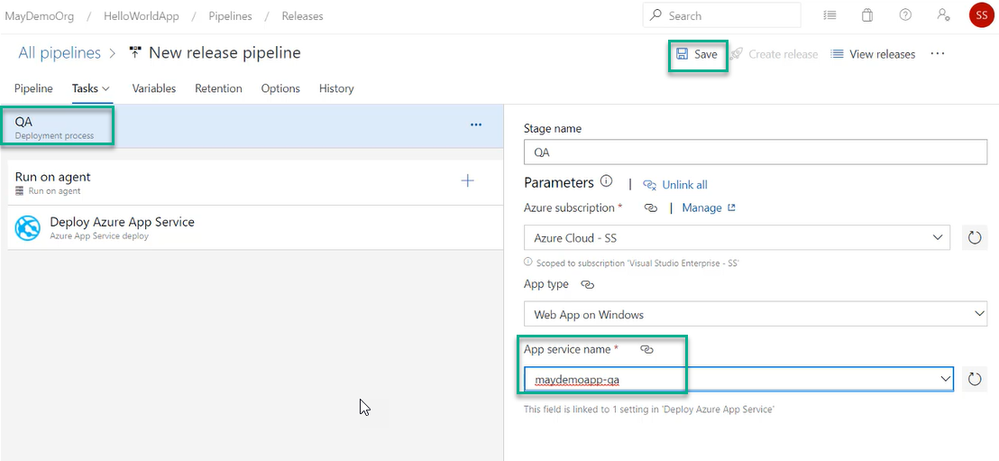 MayDemoOrg / HelloWorldApp / Pipelines / Releases
Search
SS
All pipelines > New release pipeline
Save
Create release
View releases
...
Pipeline Tasks Variables Retention Options History
QA
Deployment process
...
Run on agent
Run on agent
Deploy Azure App Service
Azure App Service deploy
Stage name
QA
Parameters | Unlink all
Azure subscription * | Manage
Azure Cloud - SS
Scoped to subscription 'Visual Studio Enterprise - SS'
App type
Web App on Windows
App service name *
maydemoapp-qa
This field is linked to 1 setting in 'Deploy Azure App Service'